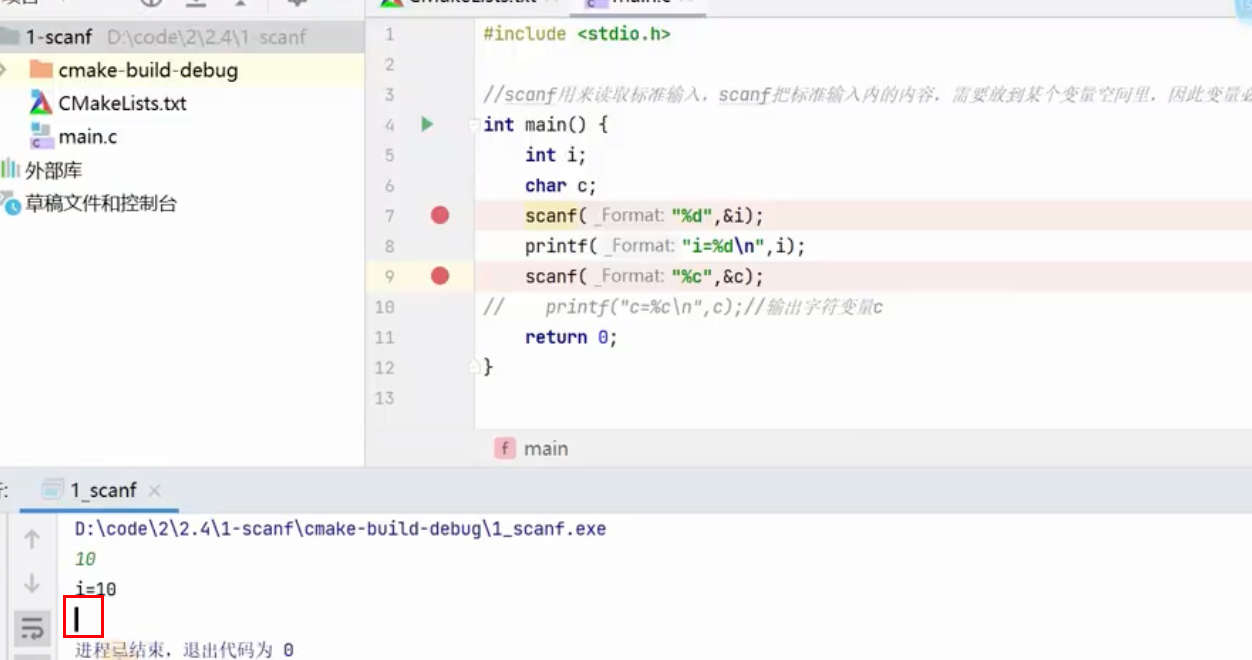 CMakeLists.txt
main.c
1-scanf D:\code\2\2.4\1-scanf
cmake-build-debug
CMakeLists.txt
main.c
外部库
草稿文件和控制台
1 #include <stdio.h>
2
3 //scanf用来读取标准输入，scanf把标准输入内的内容，需要放到某个变量空间里，因此变量
4 int main() {
5 int i;
6 char c;
7 scanf( _Format: "%d",&i);
8 printf( _Format: "i=%d\n",i);
9 scanf( _Format: "%c",&c);
10 // printf("c=%c\n",c);//输出字符变量c
11 return 0;
12 }
13
f main
1_scanf
D:\code\2\2.4\1-scanf\cmake-build-debug\1_scanf.exe
10
i=10
进程已结束，退出代码为 0